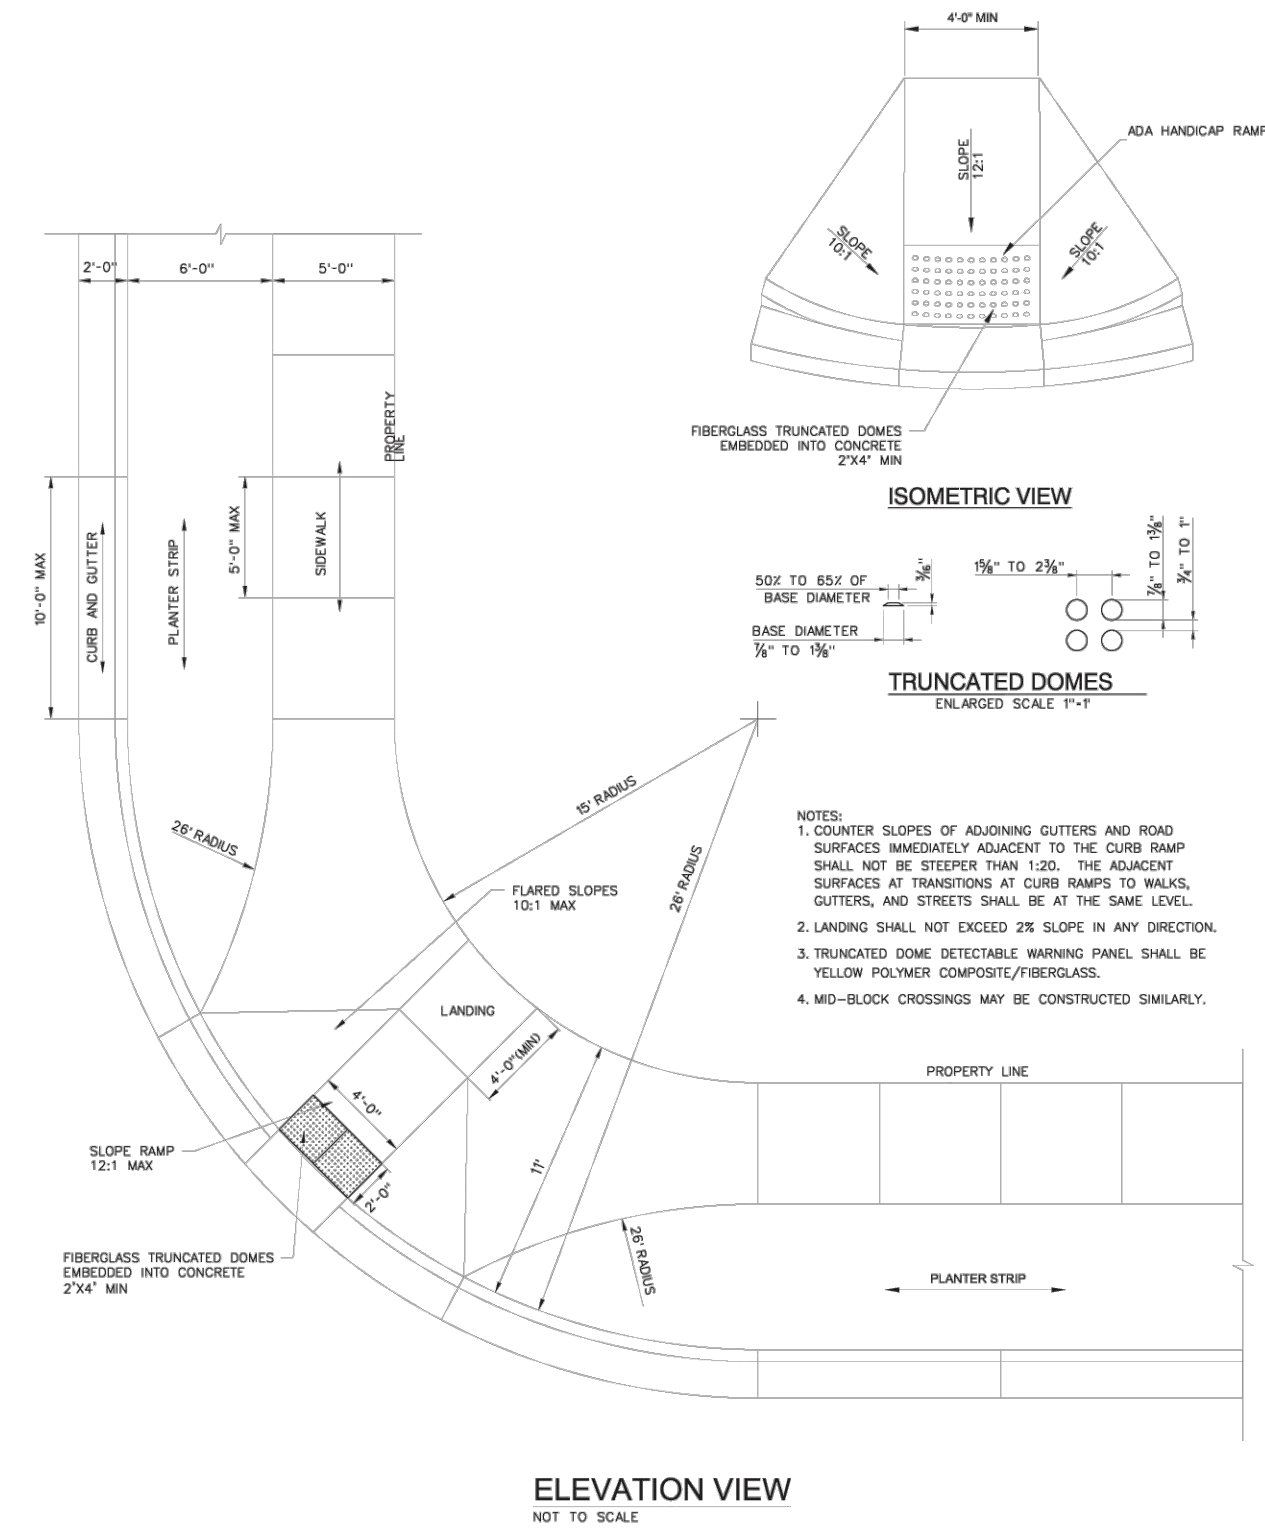 4'-0" MIN
ADA HANDICAP RAMP
SLOPE
12:1
SLOPE
10:1
SLOPE
10:1
FIBERGLASS TRUNCATED DOMES
EMBEDDED INTO CONCRETE
2"X4" MIN
ISOMETRIC VIEW
2'-0"
6'-0"
5'-0"
PROPERTY
LINE
10'-0" MAX
CURB AND GUTTER
PLANTER STRIP
5'-0" MAX
SIDEWALK
50% TO 65% OF
BASE DIAMETER
3/16"
BASE DIAMETER
7/8" TO 1 3/8"
1 5/8" TO 2 3/8"
7/8" TO 1 3/8"
3/4" TO 1"
TRUNCATED DOMES
ENLARGED SCALE 1"-1'
15' RADIUS
26' RADIUS
26' RADIUS
FLARED SLOPES
10:1 MAX
NOTES:
1. COUNTER SLOPES OF ADJOINING GUTTERS AND ROAD
SURFACES IMMEDIATELY ADJACENT TO THE CURB RAMP
SHALL NOT BE STEEPER THAN 1:20. THE ADJACENT
SURFACES AT TRANSITIONS AT CURB RAMPS TO WALKS,
GUTTERS, AND STREETS SHALL BE AT THE SAME LEVEL.
2. LANDING SHALL NOT EXCEED 2% SLOPE IN ANY DIRECTION.
3. TRUNCATED DOME DETECTABLE WARNING PANEL SHALL BE
YELLOW POLYMER COMPOSITE/FIBERGLASS.
4. MID-BLOCK CROSSINGS MAY BE CONSTRUCTED SIMILARLY.
LANDING
4'-0"(MIN)
4'-0"
PROPERTY LINE
SLOPE RAMP
12:1 MAX
11'
2'-0"
FIBERGLASS TRUNCATED DOMES
EMBEDDED INTO CONCRETE
2"X4" MIN
26' RADIUS
PLANTER STRIP
ELEVATION VIEW
NOT TO SCALE